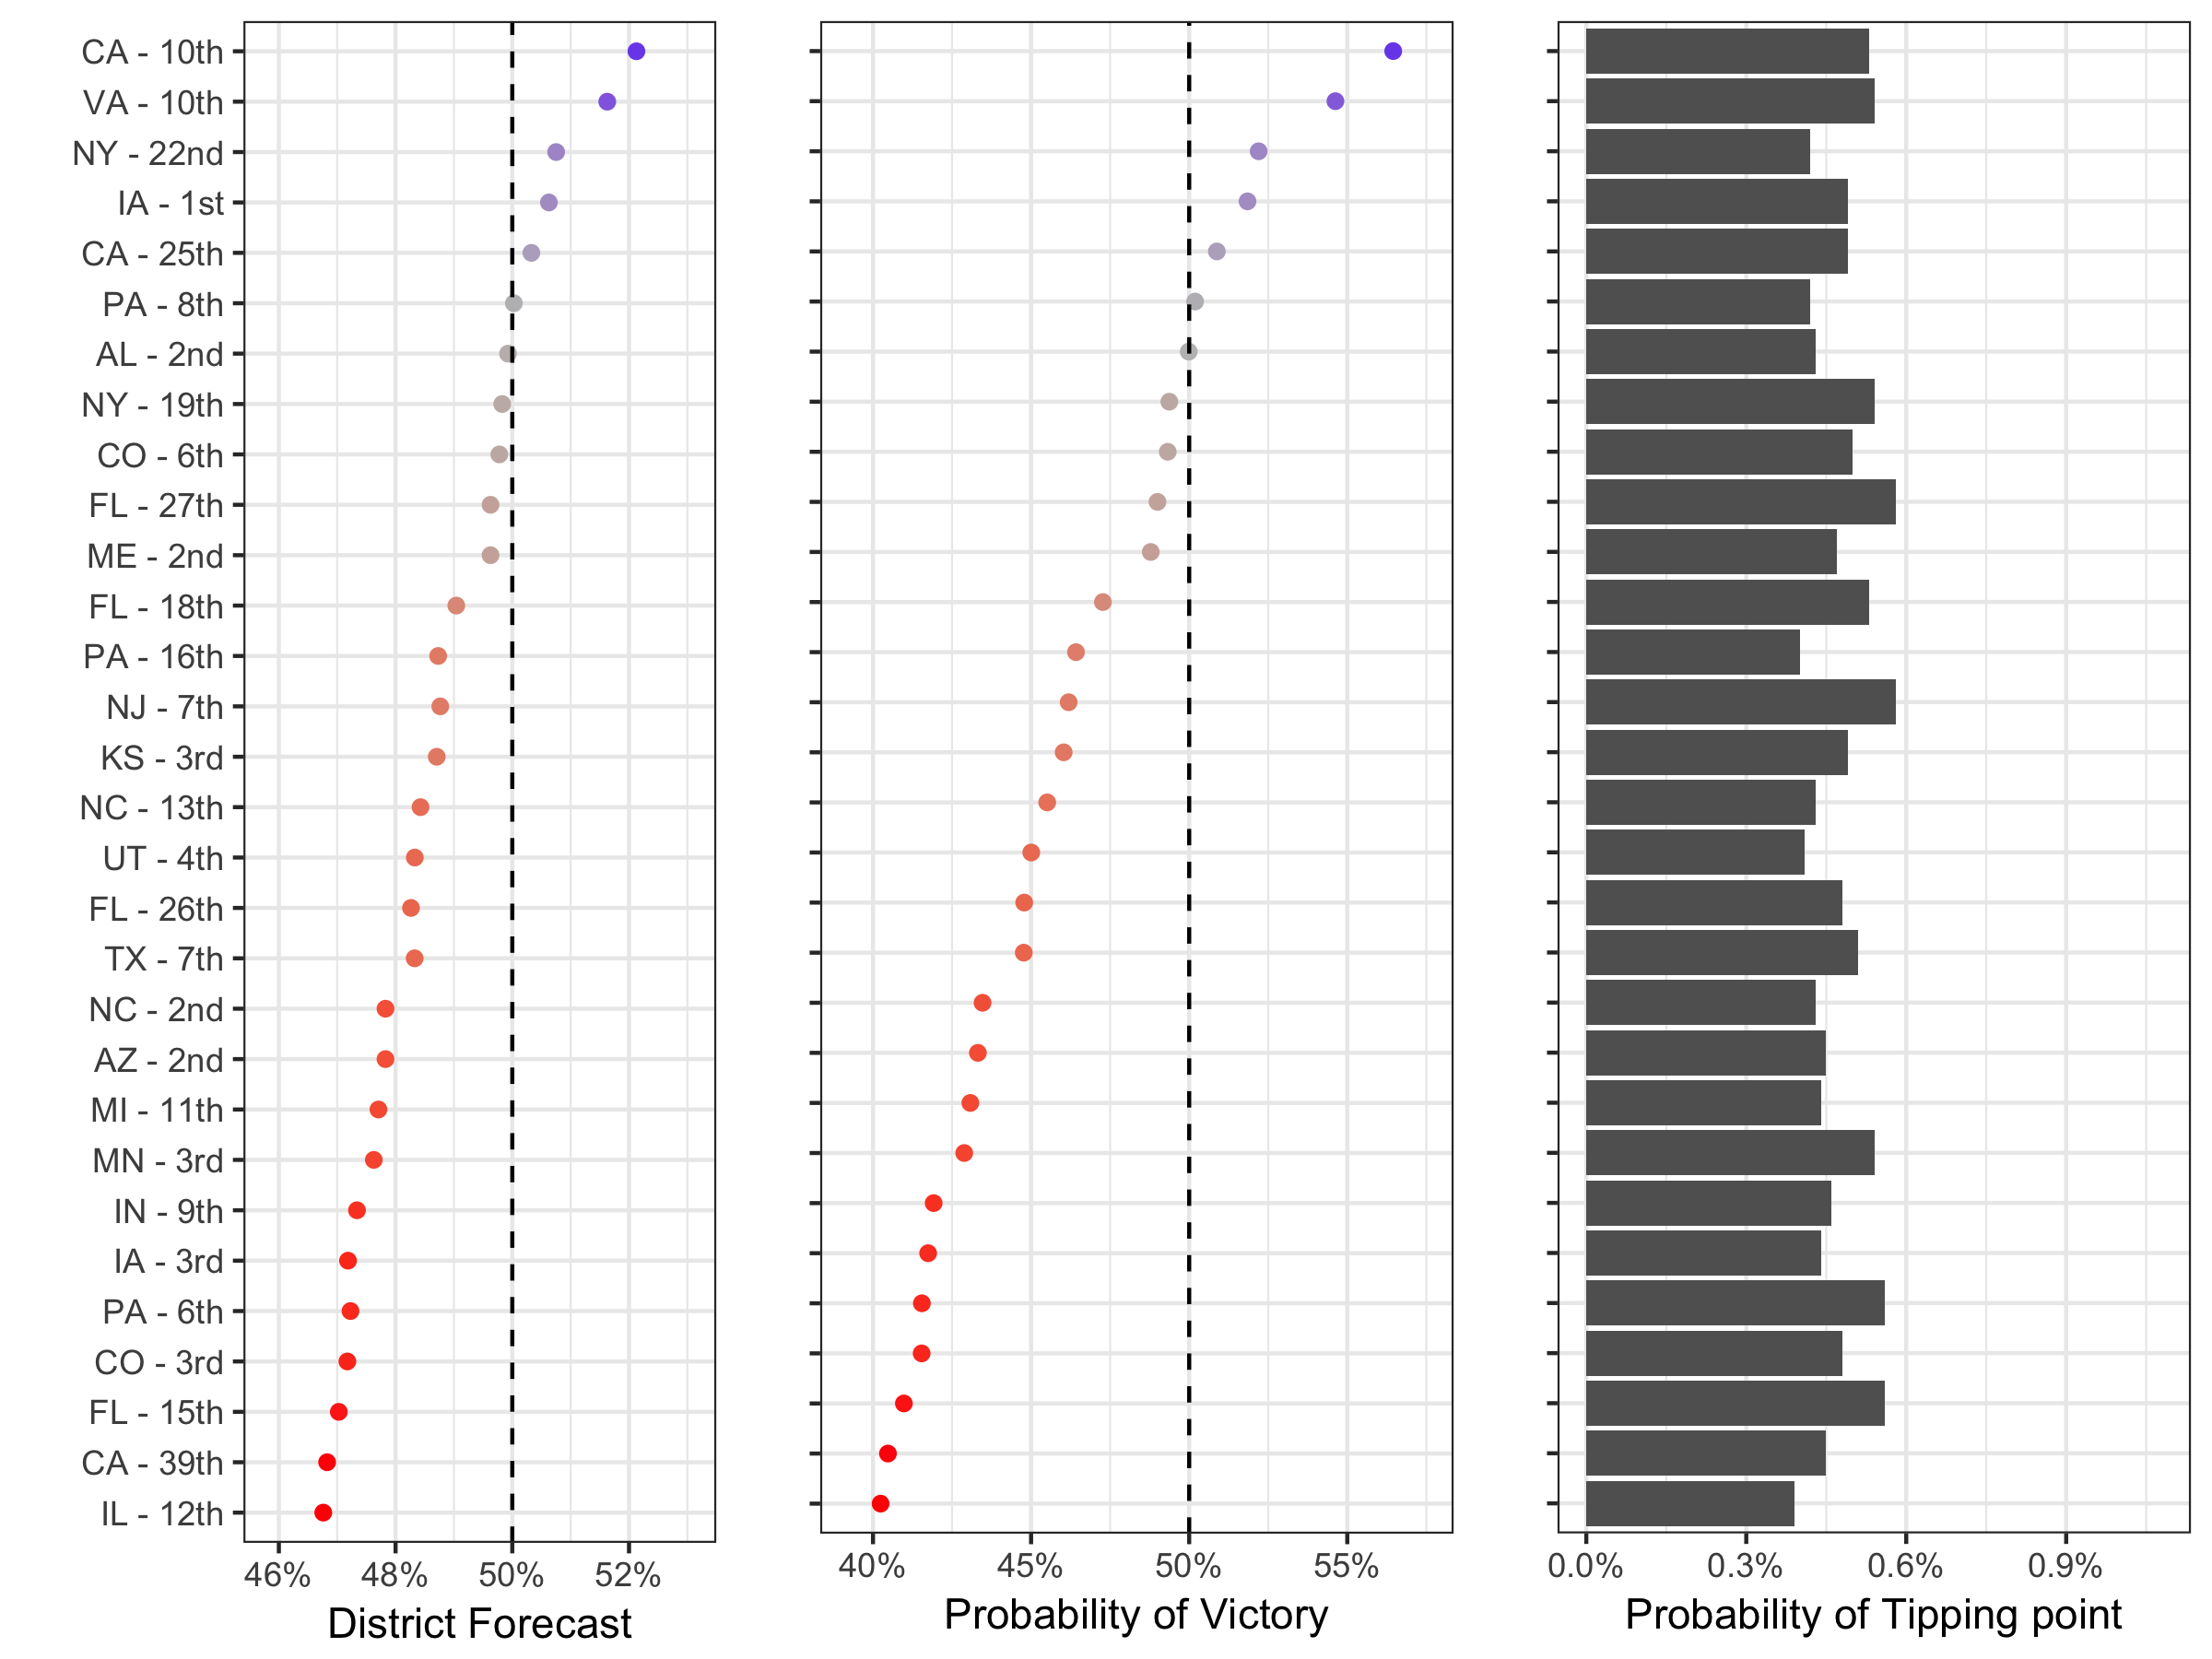 CA - 10th
VA - 10th
NY - 22nd
IA - 1st
CA - 25th
PA - 8th
AL - 2nd
NY - 19th
CO - 6th
FL - 27th
ME - 2nd
FL - 18th
PA - 16th
NJ - 7th
KS - 3rd
NC - 13th
UT - 4th
FL - 26th
TX - 7th
NC - 2nd
AZ - 2nd
MI - 11th
MN - 3rd
IN - 9th
IA - 3rd
PA - 6th
CO - 3rd
FL - 15th
CA - 39th
IL - 12th
46% 48% 50% 52%
District Forecast
40% 45% 50% 55%
Probability of Victory
0.0% 0.3% 0.6% 0.9%
Probability of Tipping point